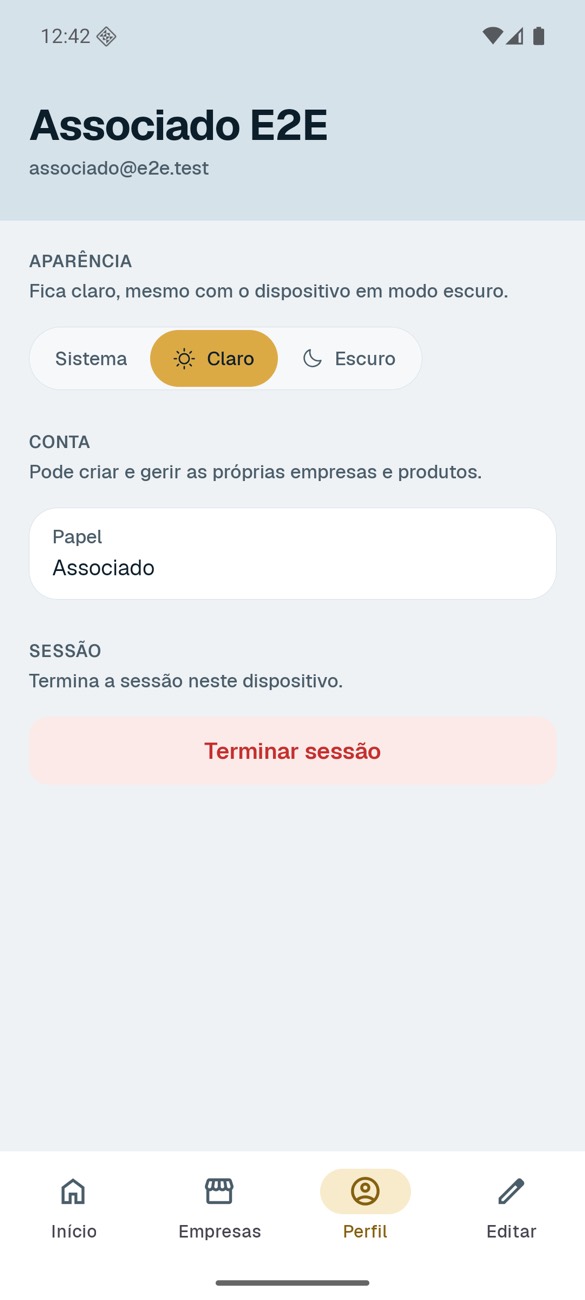 12:42
Associado E2E
associado@e2e.test
APARÊNCIA
Fica claro, mesmo com o dispositivo em modo escuro.
Sistema Claro Escuro
CONTA
Pode criar e gerir as próprias empresas e produtos.
Papel
Associado
SESSÃO
Termina a sessão neste dispositivo.
Terminar sessão
Início Empresas Perfil Editar